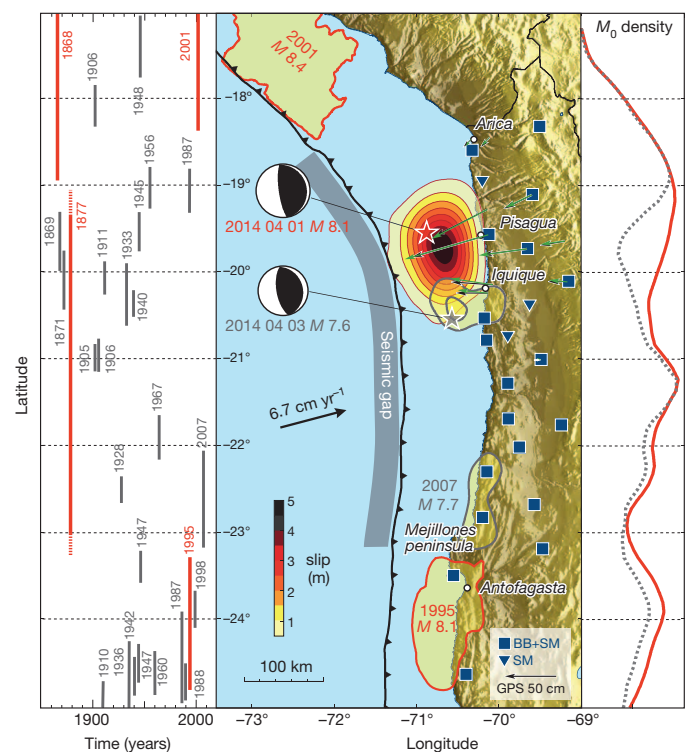 1868
2001
1906
1948
1956
1987
1945
1877
1869
1911
1933
1871
1940
1905
1906
1967
2007
1928
1947
1995
1998
1987
1942
1936
1910
1947
1960
1988
Latitude
1900
1950
2000
Time (years)
−18°
−19°
−20°
−21°
−22°
−23°
−24°
2001
M 8.4
Arica
2014 04 01 M 8.1
Pisagua
Iquique
2014 04 03 M 7.6
Seismic gap
6.7 cm yr⁻¹
2007
M 7.7
5
4
3
2
1
slip
(m)
Mejillones
peninsula
Antofagasta
1995
M 8.1
100 km
BB+SM
SM
GPS 50 cm
−73°
−72°
−71°
−70°
−69°
Longitude
M₀ density